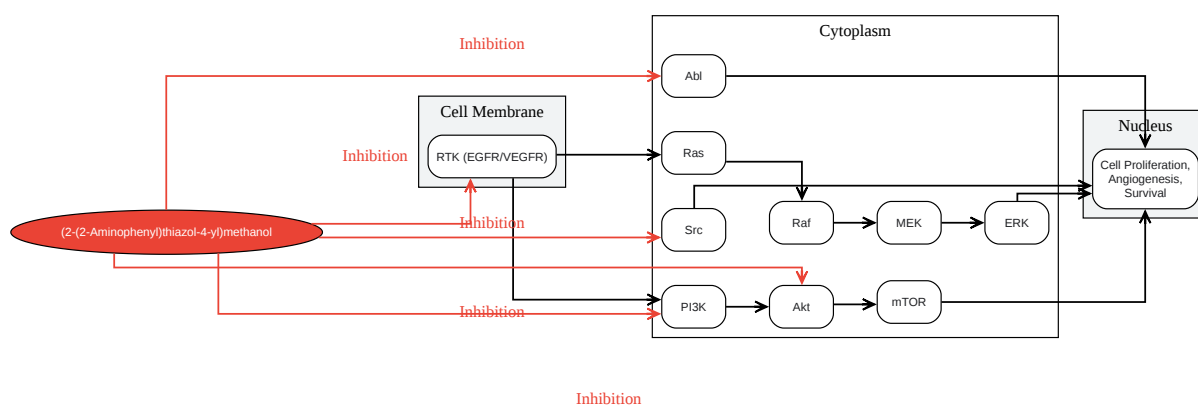 Cytoplasm
Inhibition
Abl
Cell Membrane
Nucleus
RTK (EGFR/VEGFR)
Inhibition
Ras
Cell Proliferation,
Angiogenesis,
Survival
(2-(2-Aminophenyl)thiazol-4-yl)methanol
Inhibition
Src
Raf
MEK
ERK
Inhibition
PI3K
Akt
mTOR
Inhibition